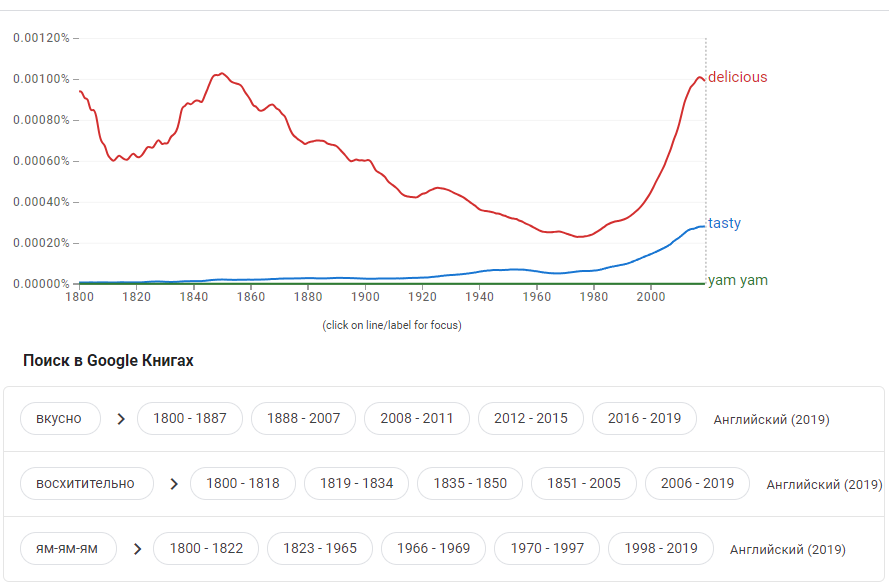 0.00120%
0.00100%
delicious
0.00080%
0.00060%
0.00040%
tasty
0.00020%
0.00000%
yam yam
1800 1820 1840 1860 1880 1900 1920 1940 1960 1980 2000
(click on line/label for focus)
Поиск в Google Книгах
вкусно 1800 - 1887 1888 - 2007 2008 - 2011 2012 - 2015 2016 - 2019 Английский (2019)
восхитительно 1800 - 1818 1819 - 1834 1835 - 1850 1851 - 2005 2006 - 2019 Английский (2019)
ям-ям-ям 1800 - 1822 1823 - 1965 1966 - 1969 1970 - 1997 1998 - 2019 Английский (2019)